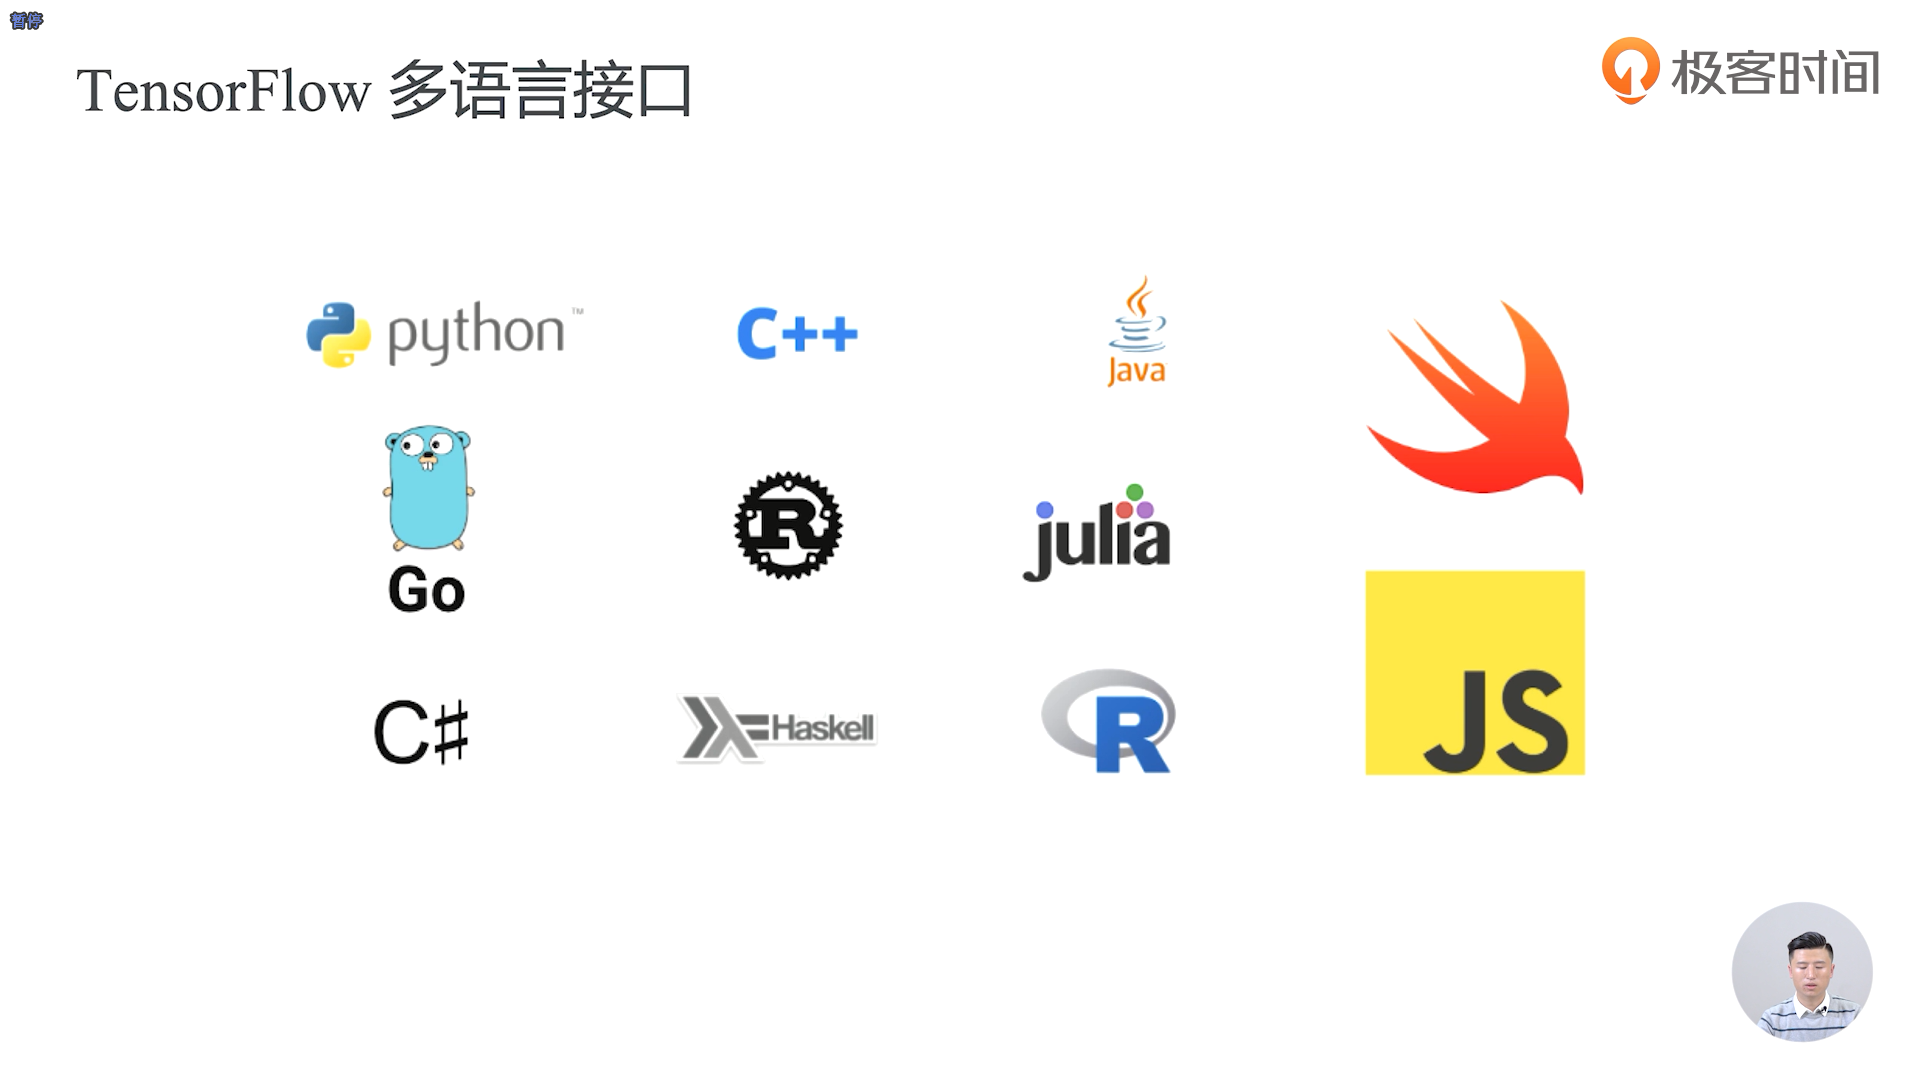 暂停
TensorFlow 多语言接口
极客时间
python™
C++
Java
Go
R
julia
C#
Haskell
R
JS